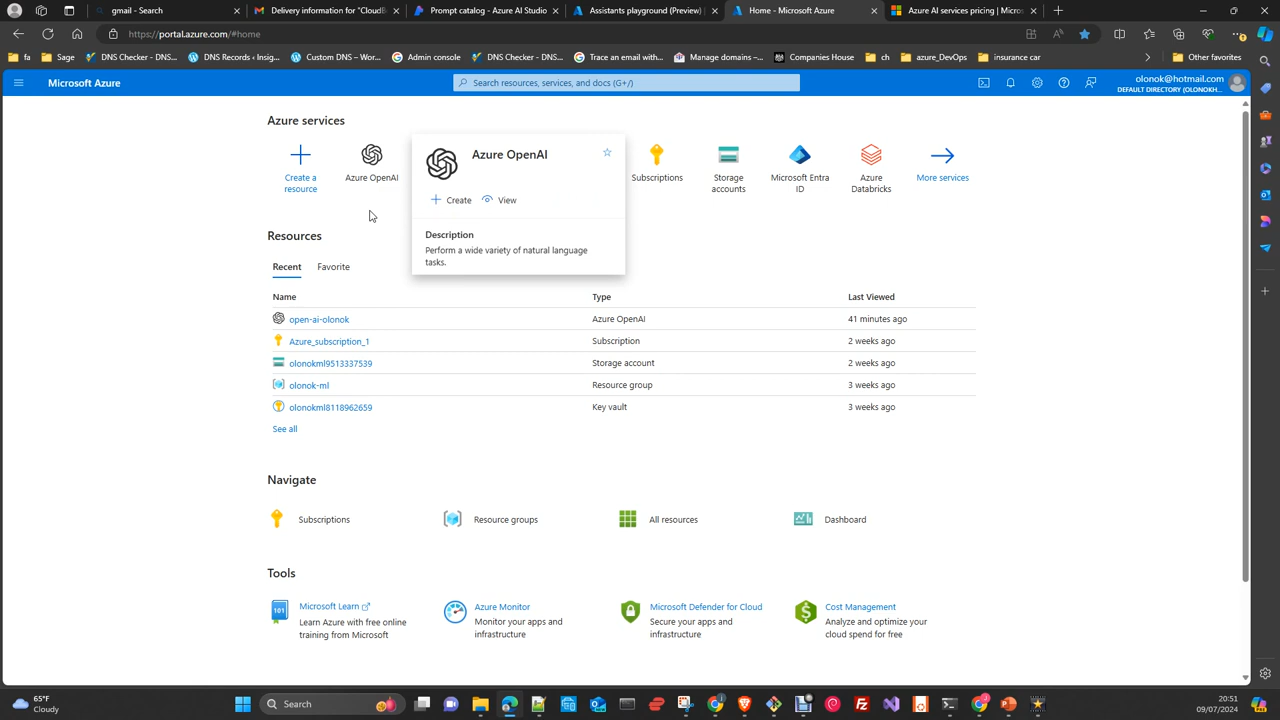 gmail - Search
Delivery information for "CloudB
Prompt catalog - Azure AI Studio
Assistants playground (Preview)
Home - Microsoft Azure
Azure AI services pricing | Micros
https://portal.azure.com/#home
fa
Sage
DNS Checker - DNS...
DNS Records ‹ Insig...
Custom DNS – Wor...
Admin console
DNS Checker - DNS...
Trace an email with...
Manage domains –...
Companies House
ch
azure_DevOps
insurance car
Other favorites
Microsoft Azure
Search resources, services, and docs (G+/)
olonok@hotmail.com
DEFAULT DIRECTORY (OLONOKH...
Azure services
Create a
resource
Azure OpenAI
Azure OpenAI
Create
View
Description
Perform a wide variety of natural language
tasks.
Subscriptions
Storage
accounts
Microsoft Entra
ID
Azure
Databricks
More services
Resources
Recent
Favorite
Name Type Last Viewed
open-ai-olonok Azure OpenAI 41 minutes ago
Azure_subscription_1 Subscription 2 weeks ago
olonokml9513337539 Storage account 2 weeks ago
olonok-ml Resource group 3 weeks ago
olonokml8118962659 Key vault 3 weeks ago
See all
Navigate
Subscriptions
Resource groups
All resources
Dashboard
Tools
101
Microsoft Learn
Learn Azure with free online
training from Microsoft
Azure Monitor
Monitor your apps and
infrastructure
Microsoft Defender for Cloud
Secure your apps and
infrastructure
Cost Management
Analyze and optimize your
cloud spend for free
65°F
Cloudy
Search
20:51
09/07/2024